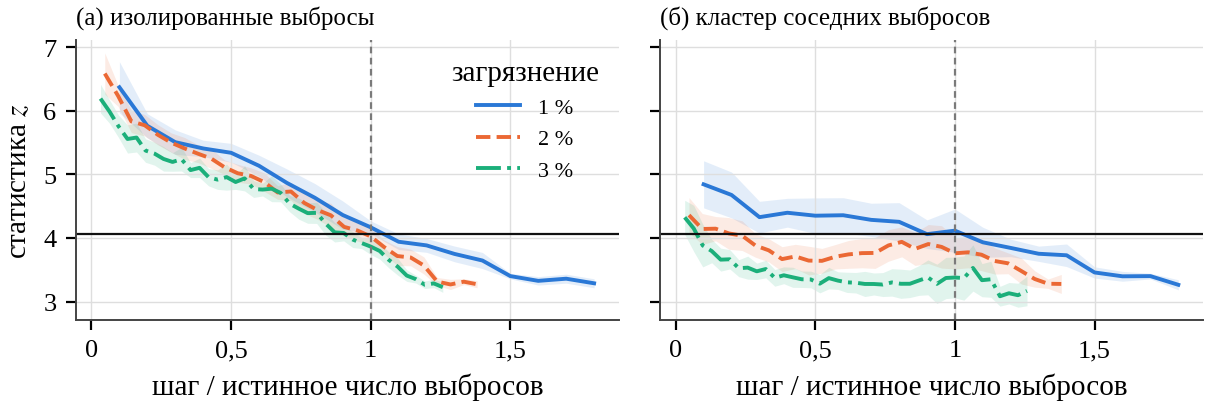 (а) изолированные выбросы
(б) кластер соседних выбросов
статистика z
7
6
5
4
3
загрязнение
1 %
2 %
3 %
0
0,5
1
1,5
0
0,5
1
1,5
шаг / истинное число выбросов
шаг / истинное число выбросов